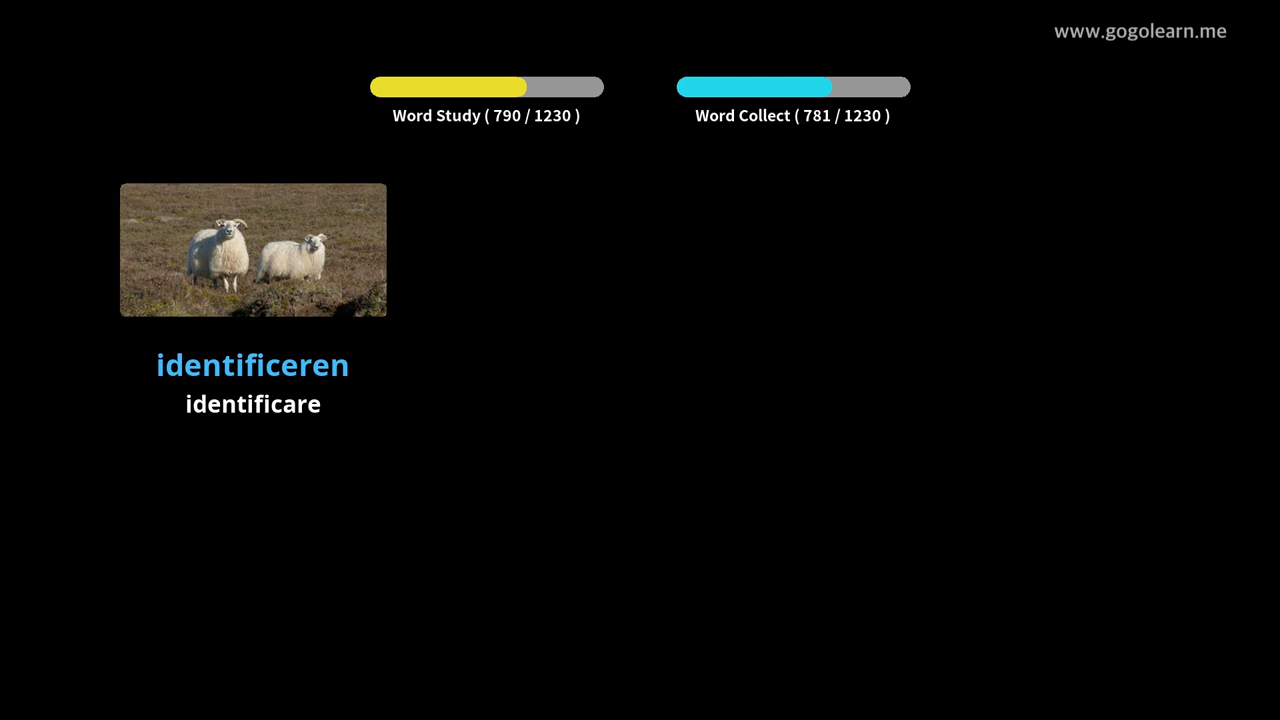 www.gogolearn.me
Word Study ( 790 / 1230 )
Word Collect ( 781 / 1230 )
identificeren
identificare